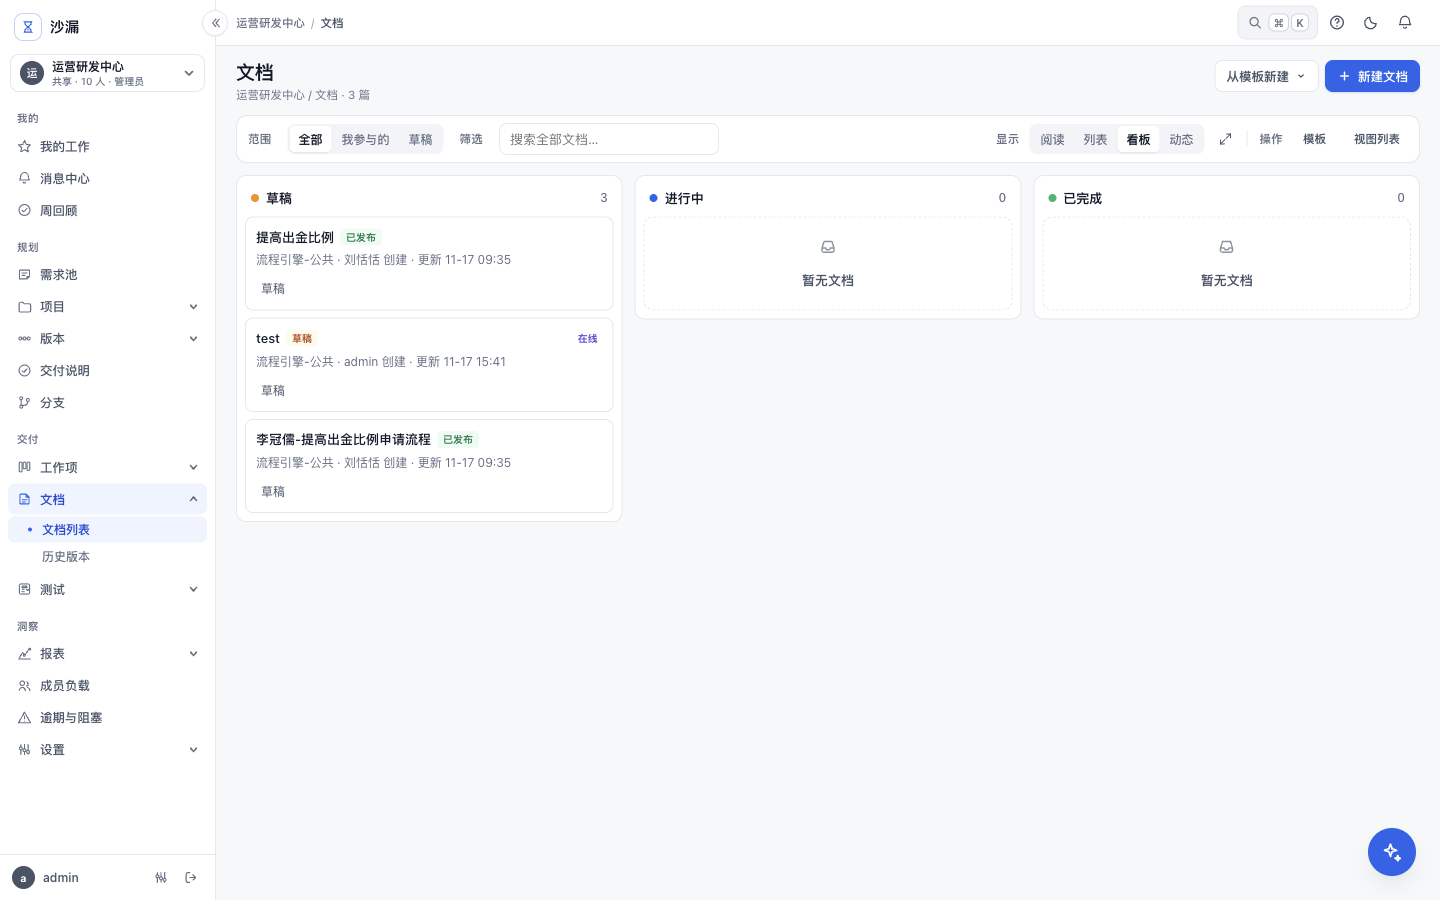 沙漏
运营研发中心 / 文档
⌘ K
运
运营研发中心
共享 · 10 人 · 管理员
我的
我的工作
消息中心
周回顾
规划
需求池
项目
版本
交付说明
分支
交付
工作项
文档
文档列表
历史版本
测试
洞察
报表
成员负载
逾期与阻塞
设置
a admin
文档
运营研发中心 / 文档 · 3 篇
从模板新建
新建文档
范围 全部 我参与的 草稿 筛选 搜索全部文档... 显示 阅读 列表 看板 动态 操作 模板 视图列表
草稿 3
提高出金比例 已发布
流程引擎-公共 · 刘恬恬 创建 · 更新 11-17 09:35
草稿
test 草稿 在线
流程引擎-公共 · admin 创建 · 更新 11-17 15:41
草稿
李冠儒-提高出金比例申请流程 已发布
流程引擎-公共 · 刘恬恬 创建 · 更新 11-17 09:35
草稿
进行中 0
暂无文档
已完成 0
暂无文档